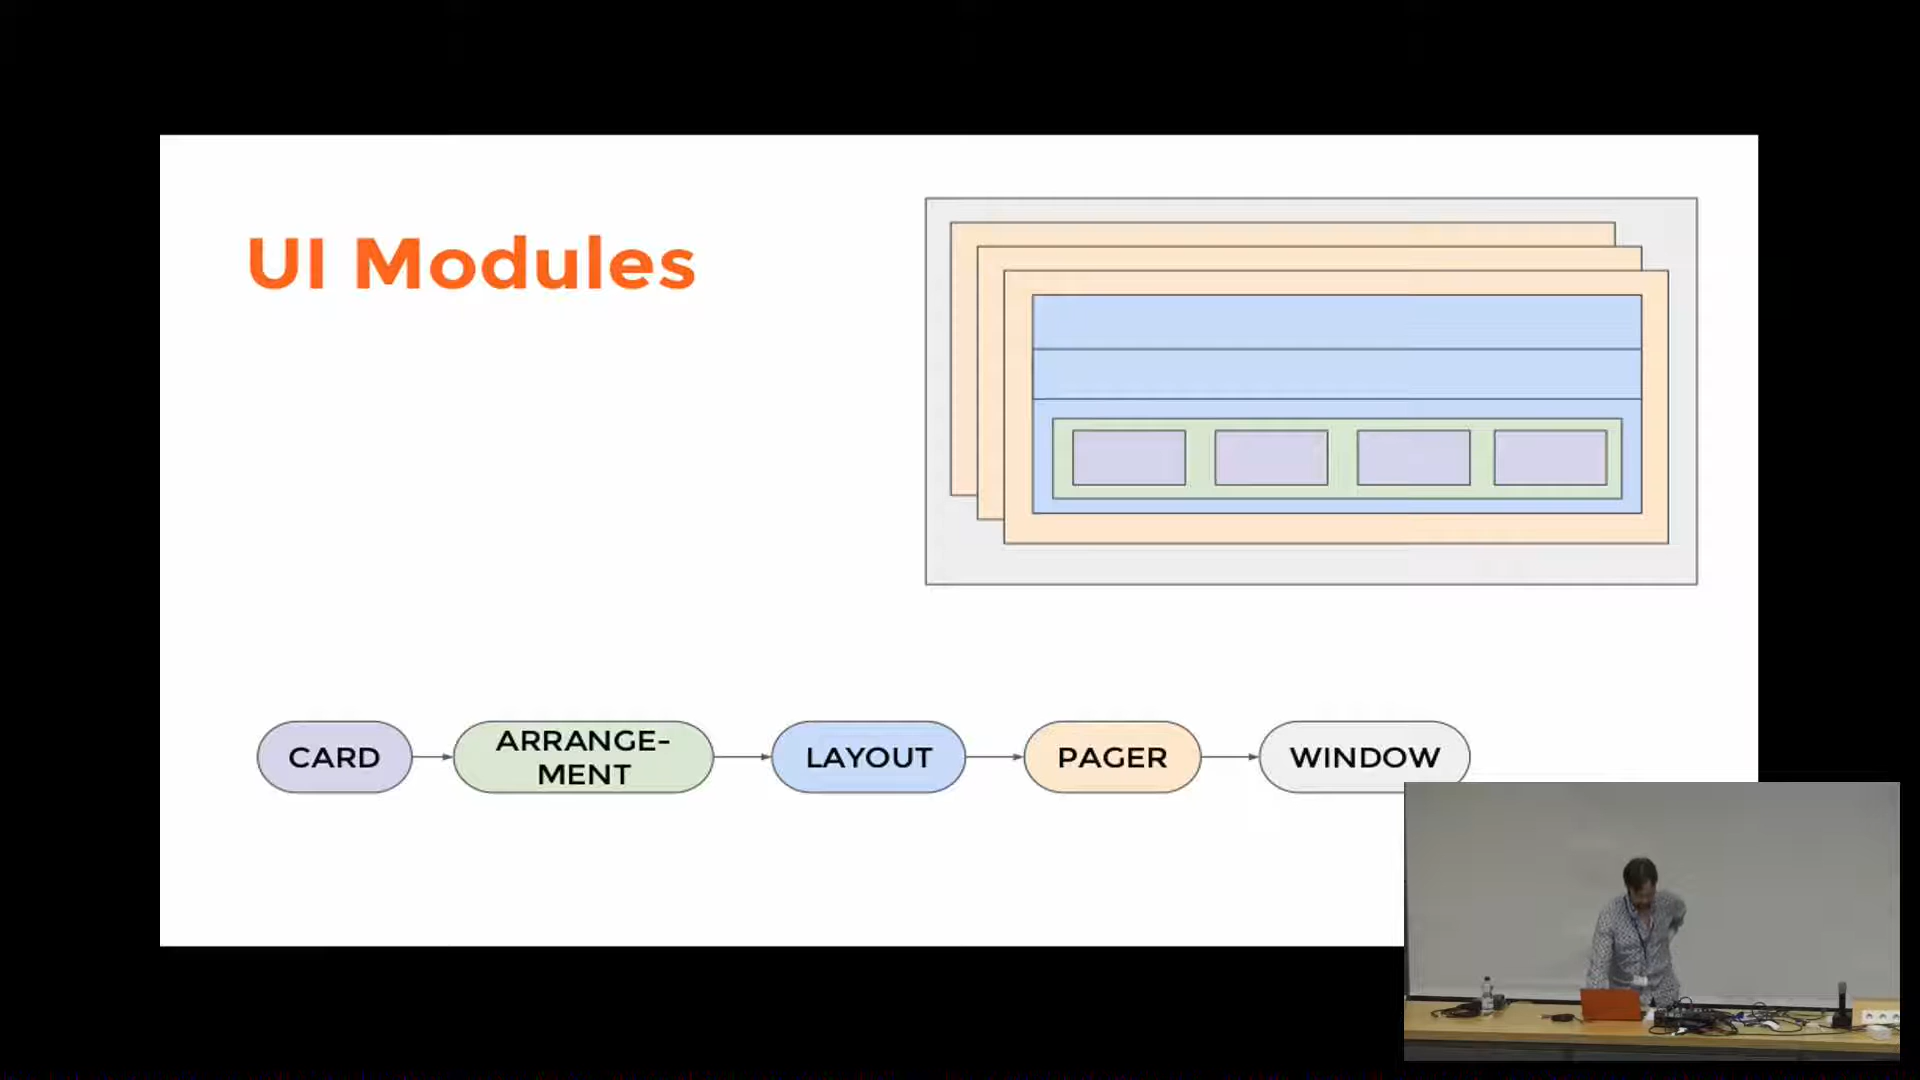 UI Modules
CARD
ARRANGE-
MENT
LAYOUT
PAGER
WINDOW